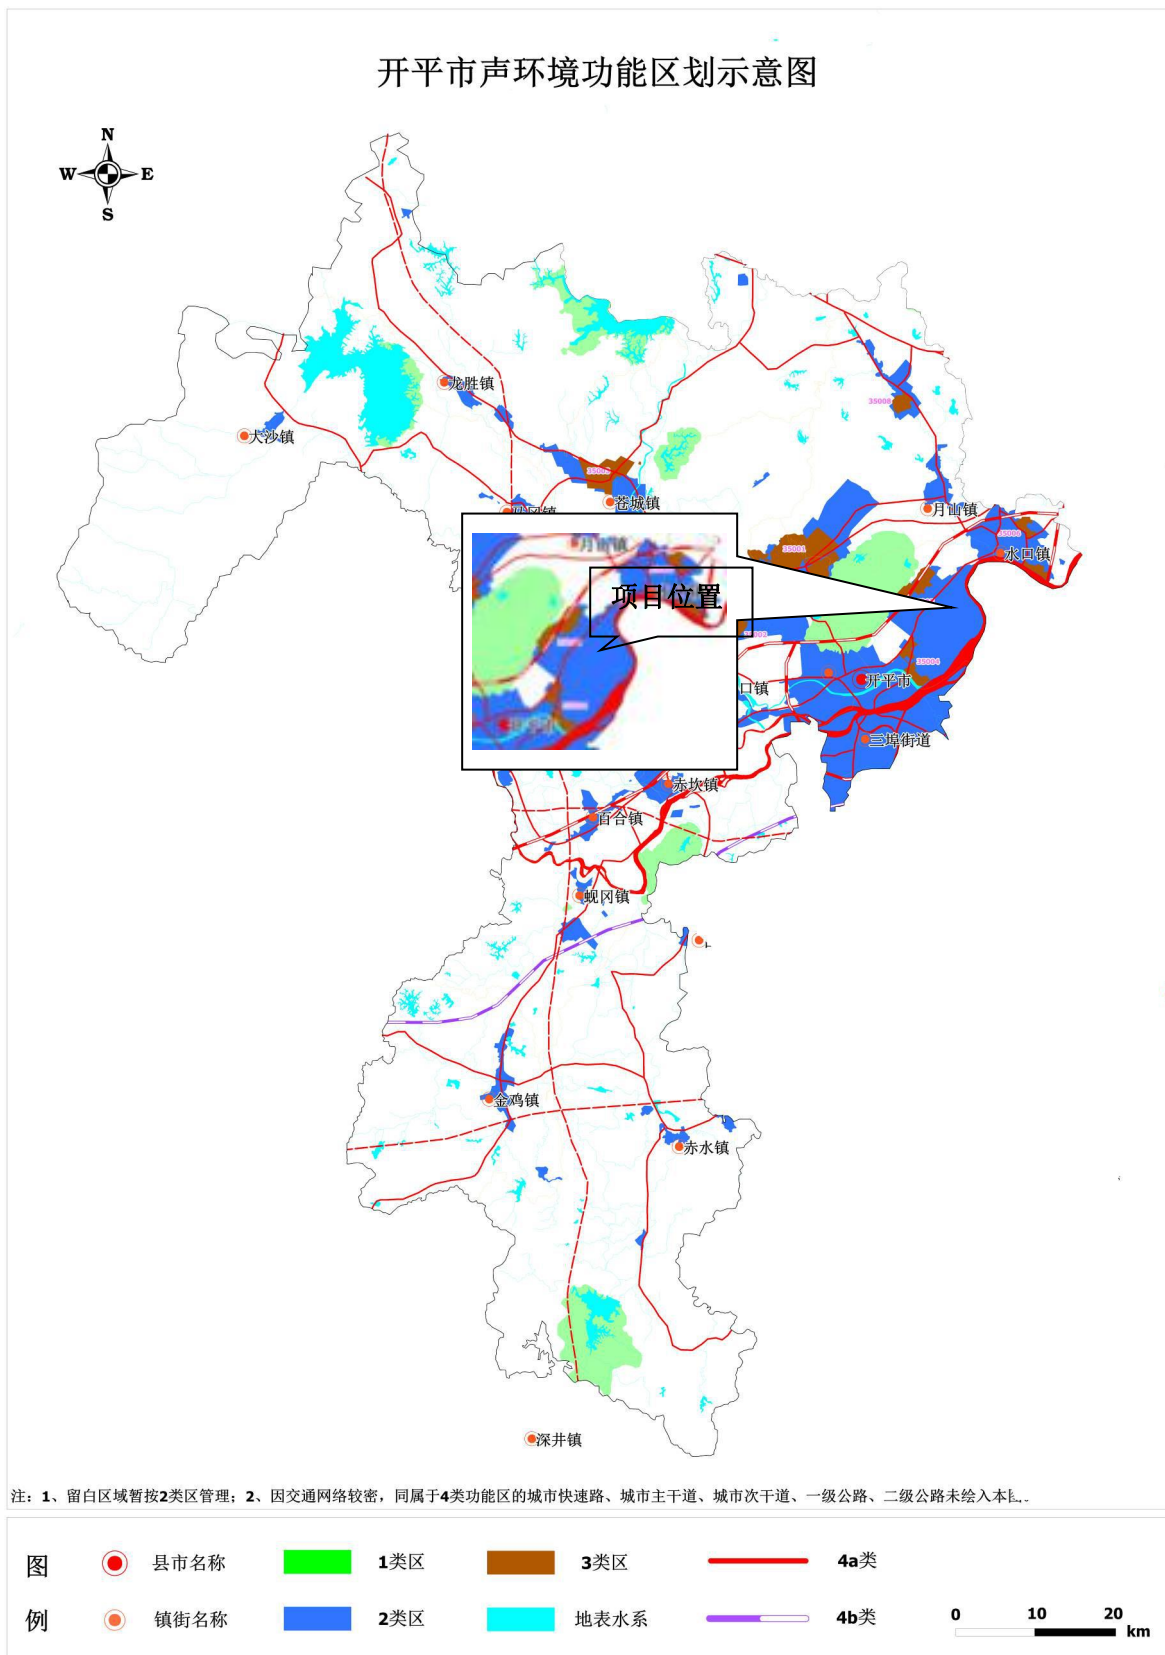 开平市声环境功能区划示意图
N
W E
S
龙胜镇
大沙镇
35008
苍城镇
月山镇
35001
水口镇
项目位置
35004
口镇
开平市
三埠街道
赤坎镇
百合镇
蚬冈镇
金鸡镇
赤水镇
深井镇
注：1、留白区域暂按2类区管理；2、因交通网络较密，同属于4类功能区的城市快速路、城市主干道、城市次干道、一级公路、二级公路未绘入本
图 县市名称 1类区 3类区 4a类
例 镇街名称 2类区 地表水系 4b类
0 10 20
km